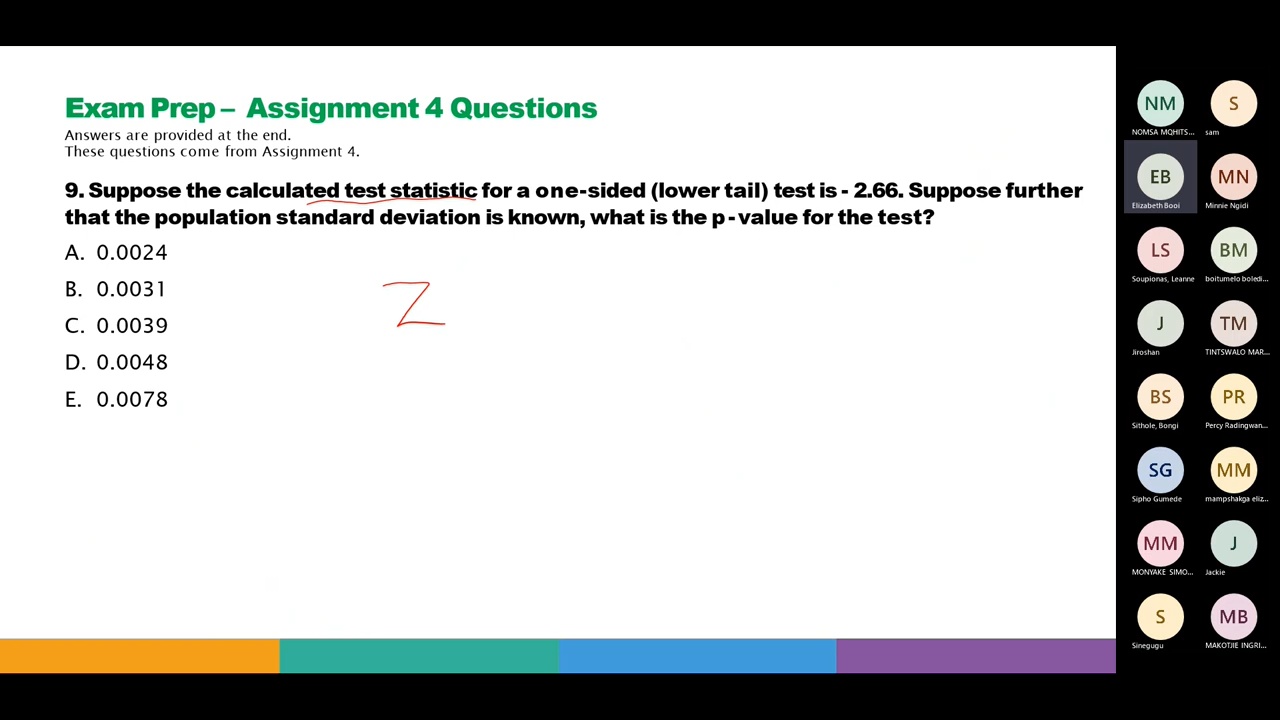 Exam Prep – Assignment 4 Questions
Answers are provided at the end.
These questions come from Assignment 4.
9. Suppose the calculated test statistic for a one-sided (lower tail) test is - 2.66. Suppose further
that the population standard deviation is known, what is the p-value for the test?
A. 0.0024
B. 0.0031
C. 0.0039
D. 0.0048
E. 0.0078
Z
NM
NOMSA MQHITS...
S
sam
EB
Elizabeth Booi
MN
Minnie Ngidi
LS
Soupionas, Leanne
BM
boitumelo boledi...
J
Jiroshan
TM
TINTSWALO MAR...
BS
Sithole, Bongi
PR
Percy Radingwan...
SG
Sipho Gumede
MM
mampshakga eliz...
MM
MONYAKE SIMO...
J
Jackie
S
Sinegugu
MB
MAKOTJIE INGRI...